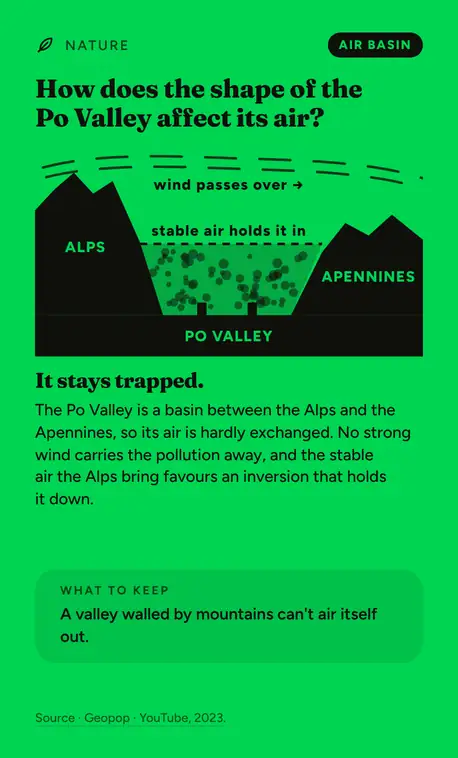 NATURE
AIR BASIN
How does the shape of the
Po Valley affect its air?
wind passes over →
stable air holds it in
ALPS
APENNINES
PO VALLEY
It stays trapped.
The Po Valley is a basin between the Alps and the
Apennines, so its air is hardly exchanged. No strong
wind carries the pollution away, and the stable
air the Alps bring favours an inversion that holds
it down.
WHAT TO KEEP
A valley walled by mountains can't air itself
out.
Source · Geopop · YouTube, 2023.